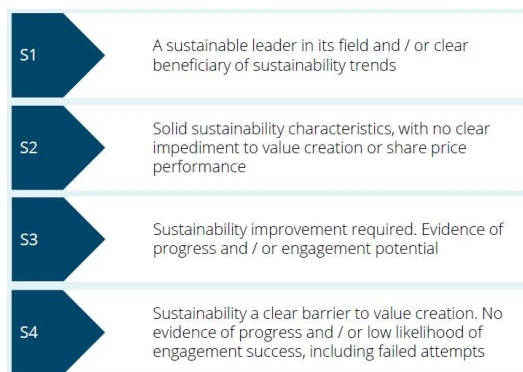 S1
A sustainable leader in its field and / or clear
beneficiary of sustainability trends
S2
Solid sustainability characteristics, with no clear
impediment to value creation or share price
performance
S3
Sustainability improvement required. Evidence of
progress and / or engagement potential
S4
Sustainability a clear barrier to value creation. No
evidence of progress and / or low likelihood of
engagement success, including failed attempts